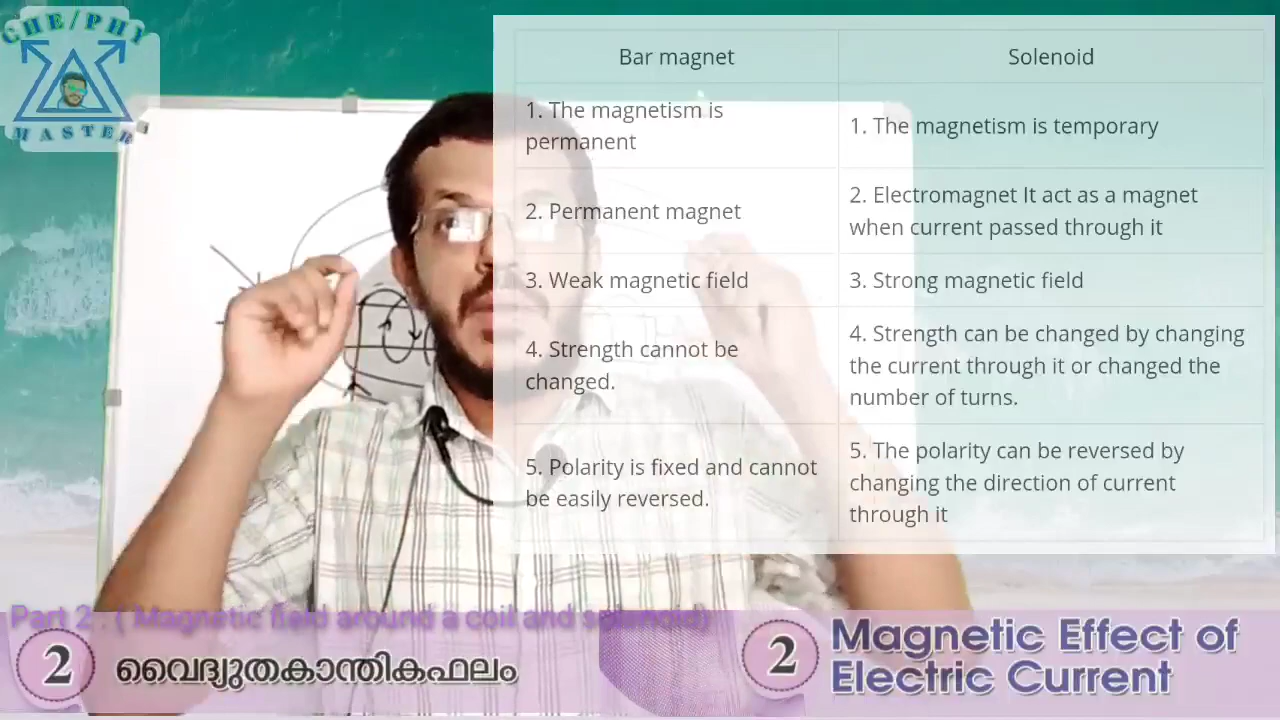 CHE/PHY
MASTER
Bar magnet
Solenoid
1. The magnetism is
permanent
1. The magnetism is temporary
2. Permanent magnet
2. Electromagnet It act as a magnet
when current passed through it
3. Weak magnetic field
3. Strong magnetic field
4. Strength cannot be
changed.
4. Strength can be changed by changing
the current through it or changed the
number of turns.
5. Polarity is fixed and cannot
be easily reversed.
5. The polarity can be reversed by
changing the direction of current
through it
Part 2 : ( Magnetic field around a coil and solenoid)
2
വൈദ്യുതകാന്തികഫലം
2
Magnetic Effect of
Electric Current